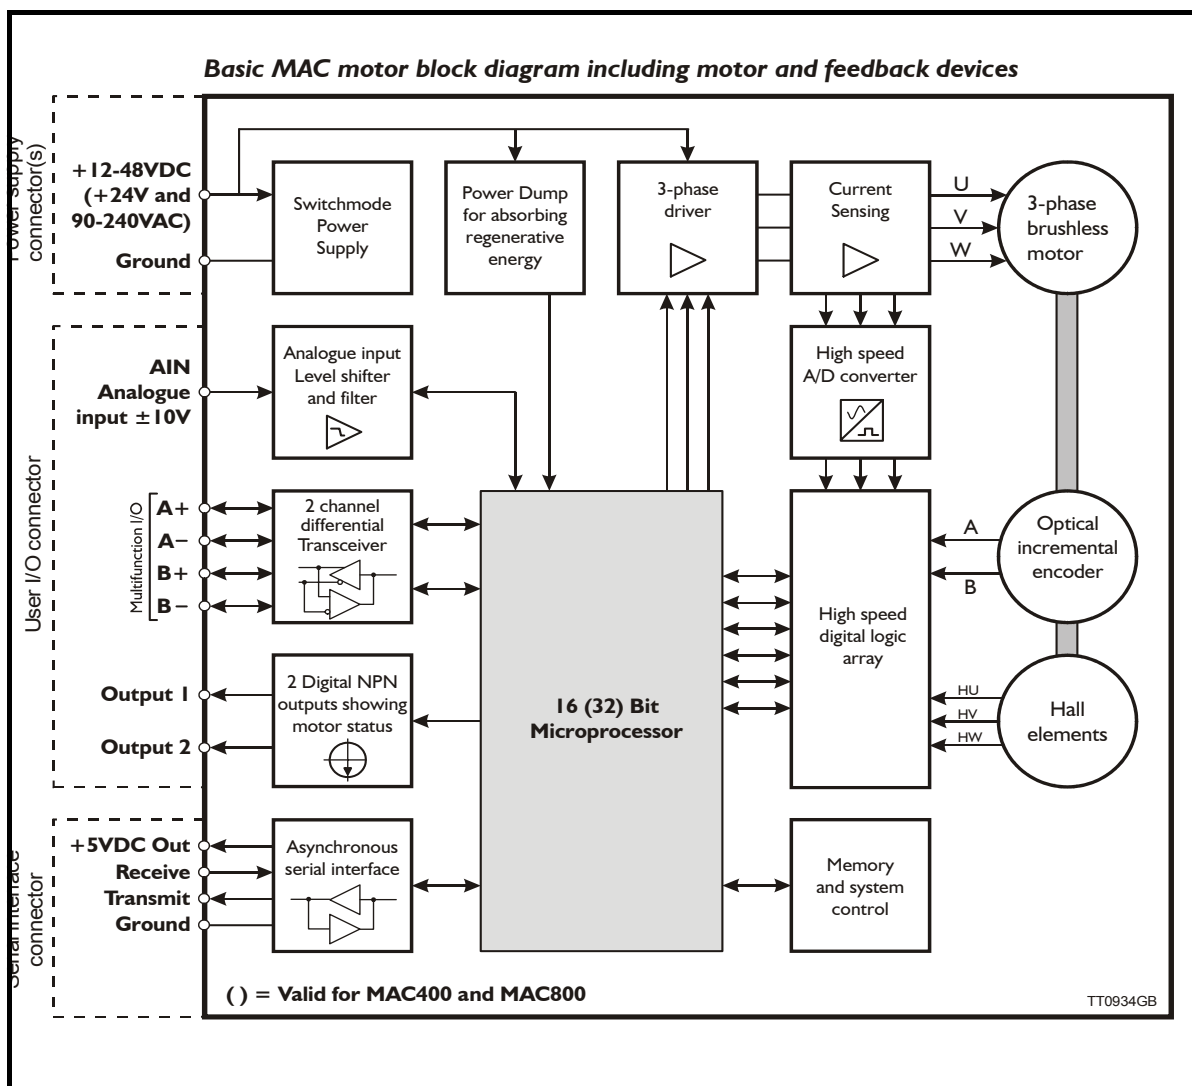 Basic MAC motor block diagram including motor and feedback devices
Power supply
connector(s)
+12-48VDC
(+24V and
90-240VAC)
Ground
Switchmode
Power
Supply
Power Dump
for absorbing
regenerative
energy
3-phase
driver
Current
Sensing
U
V
W
3-phase
brushless
motor
User I/O connector
AIN
Analogue
input ±10V
Analogue input
Level shifter
and filter
High speed
A/D converter
Multifunction I/O
A+
A−
B+
B−
2 channel
differential
Transceiver
A
B
Optical
incremental
encoder
High speed
digital logic
array
Output 1
Output 2
2 Digital NPN
outputs showing
motor status
16 (32) Bit
Microprocessor
HU
HV
HW
Hall
elements
Serial interface
connector
+5VDC Out
Receive
Transmit
Ground
Asynchronous
serial interface
Memory
and system
control
( ) = Valid for MAC400 and MAC800
TT0934GB